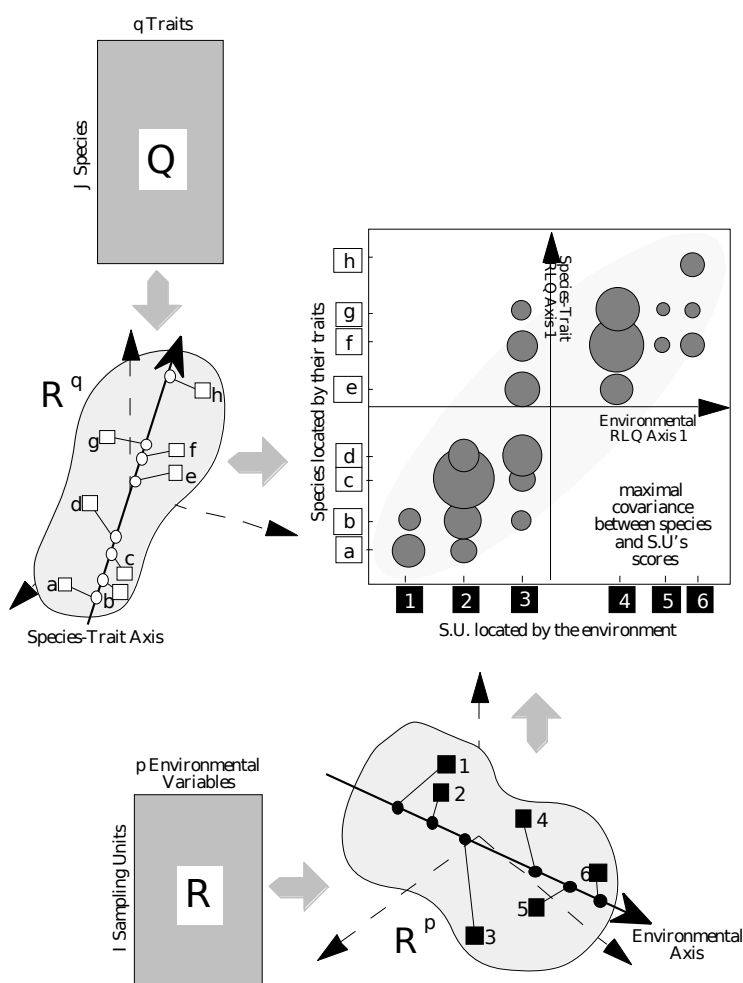 q Traits
J Species
Q
R q
h
g
f
e
d
c
a
b
Species-Trait Axis
Species located by their traits
h
g
f
e
d
c
b
a
Species-Trait
RLQ Axis 1
Environmental
RLQ Axis 1
maximal
covariance
between species
and S.U's
scores
1 2 3 4 5 6
S.U. located by the environment
p Environmental
Variables
I Sampling Units
R
1
2
4
6
5
3
R p
Environmental
Axis